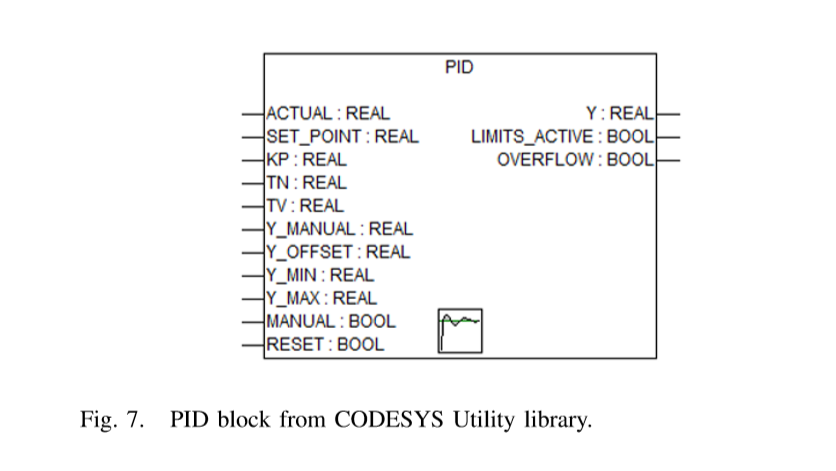 PID
ACTUAL : REAL Y : REAL
SET_POINT : REAL LIMITS_ACTIVE : BOOL
KP : REAL OVERFLOW : BOOL
TN : REAL
TV : REAL
Y_MANUAL : REAL
Y_OFFSET : REAL
Y_MIN : REAL
Y_MAX : REAL
MANUAL : BOOL
RESET : BOOL
Fig. 7. PID block from CODESYS Utility library.